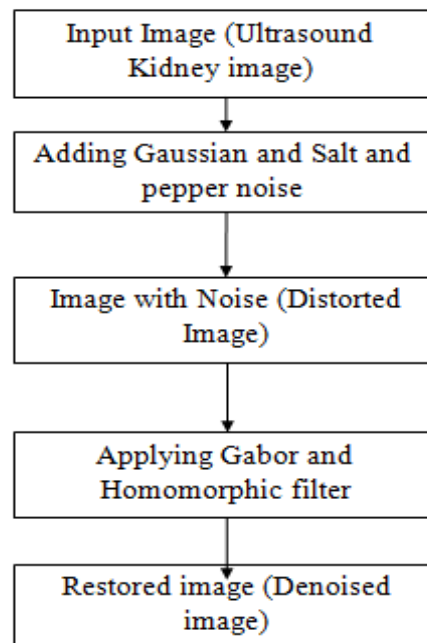 Input Image (Ultrasound
Kidney image)
Adding Gaussian and Salt and
pepper noise
Image with Noise (Distorted
Image)
Applying Gabor and
Homomorphic filter
Restored image (Denoised
image)